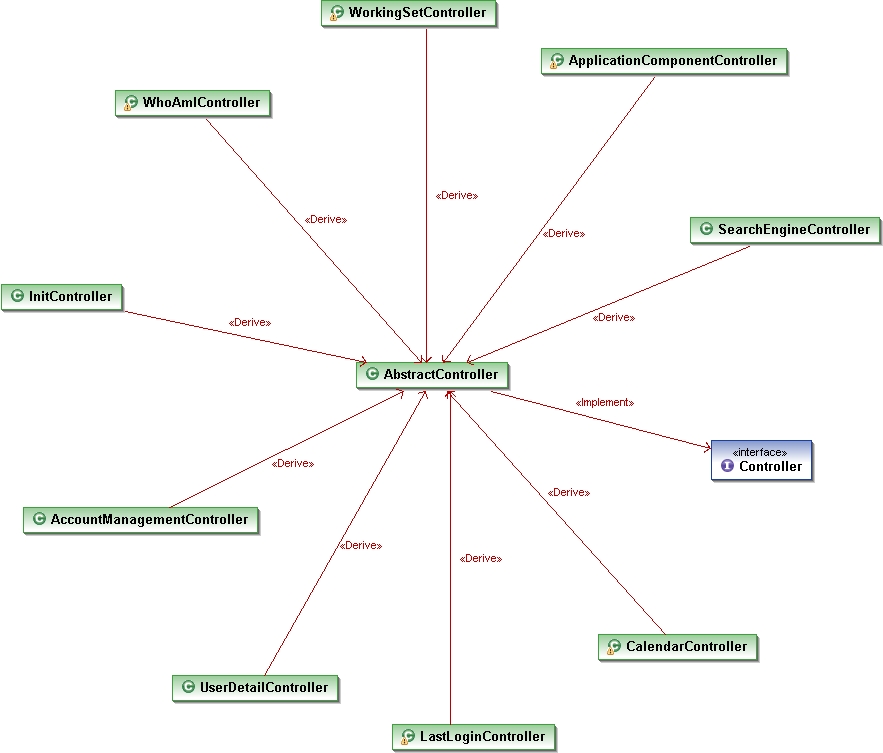 WorkingSetController
ApplicationComponentController
WhoAmIController
«Derive»
«Derive»
«Derive»
SearchEngineController
InitController
«Derive»
«Derive»
AbstractController
«Implement»
«interface»
Controller
«Derive»
«Derive»
AccountManagementController
«Derive»
«Derive»
CalendarController
UserDetailController
LastLoginController